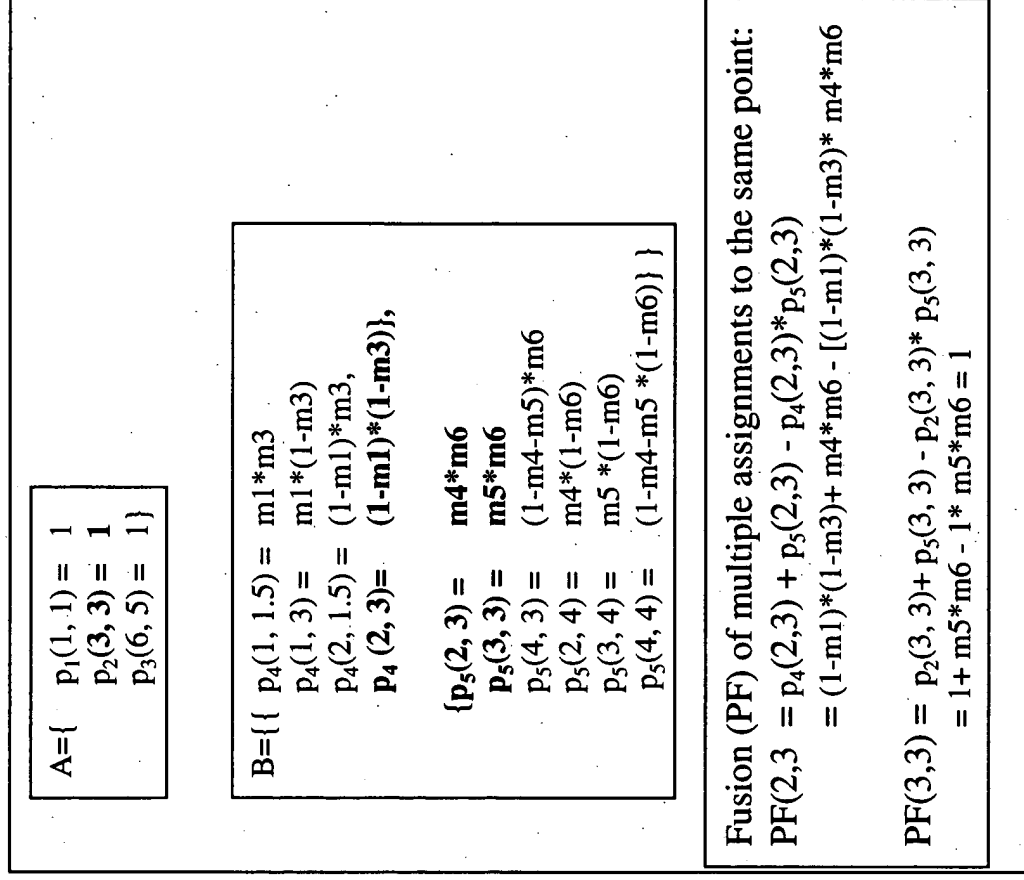 A={ p₁(1, 1) = 1
p₂(3, 3) = 1
p₃(6, 5) = 1}
B={{ p₄(1, 1.5) = m1*m3
p₄(1, 3) = m1*(1-m3)
p₄(2, 1.5) = (1-m1)*m3,
p₄ (2, 3)= (1-m1)*(1-m3)},
{p₅(2, 3) = m4*m6
p₅(3, 3) = m5*m6
p₅(4, 3) = (1-m4-m5)*m6
p₅(2, 4) = m4*(1-m6)
p₅(3, 4) = m5 *(1-m6)
p₅(4, 4) = (1-m4-m5 *(1-m6)} }
Fusion (PF) of multiple assignments to the same point:
PF(2,3 = p₄(2,3) + p₅(2,3) - p₄(2,3)*p₅(2,3)
= (1-m1)*(1-m3)+ m4*m6 - [(1-m1)*(1-m3)* m4*m6
PF(3,3) = p₂(3, 3)+ p₅(3, 3) - p₂(3, 3)* p₅(3, 3)
= 1+ m5*m6 - 1* m5*m6 = 1